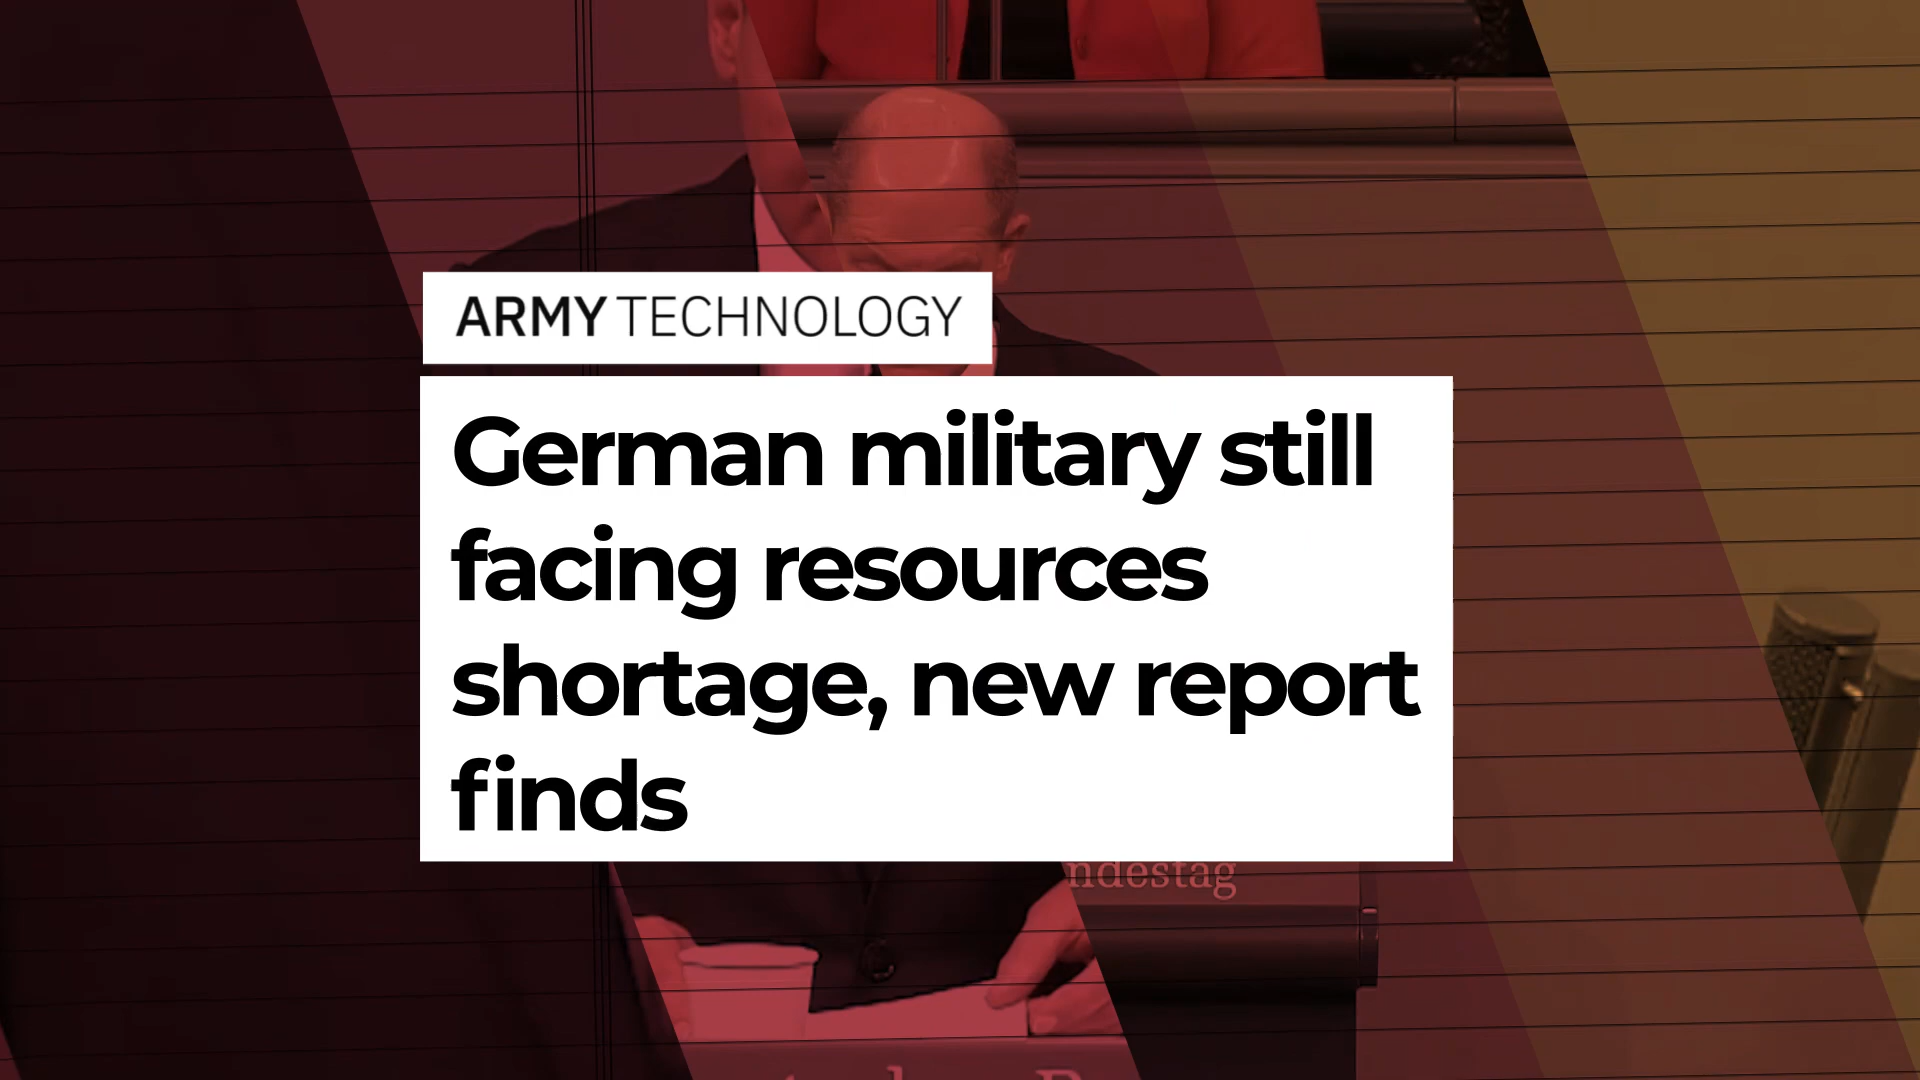 ARMY TECHNOLOGY
German military still
facing resources
shortage, new report
finds
ndestag